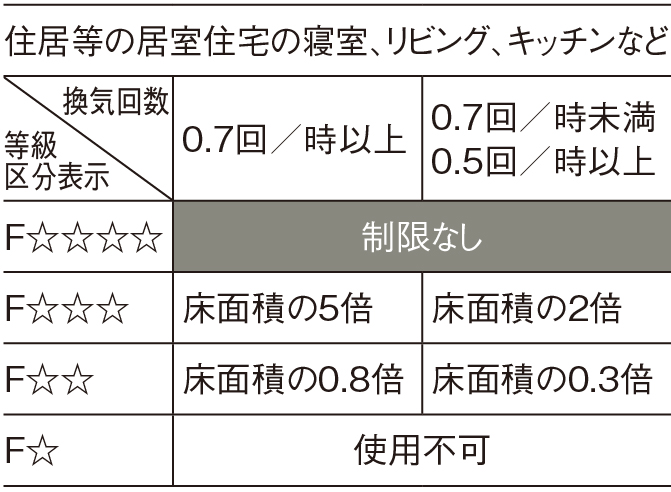 住居等の居室住宅の寝室、リビング、キッチンなど
換気回数
等級
区分表示
0.7回／時以上
0.7回／時未満
0.5回／時以上
F☆☆☆☆
制限なし
F☆☆☆
床面積の5倍
床面積の2倍
F☆☆
床面積の0.8倍
床面積の0.3倍
F☆
使用不可